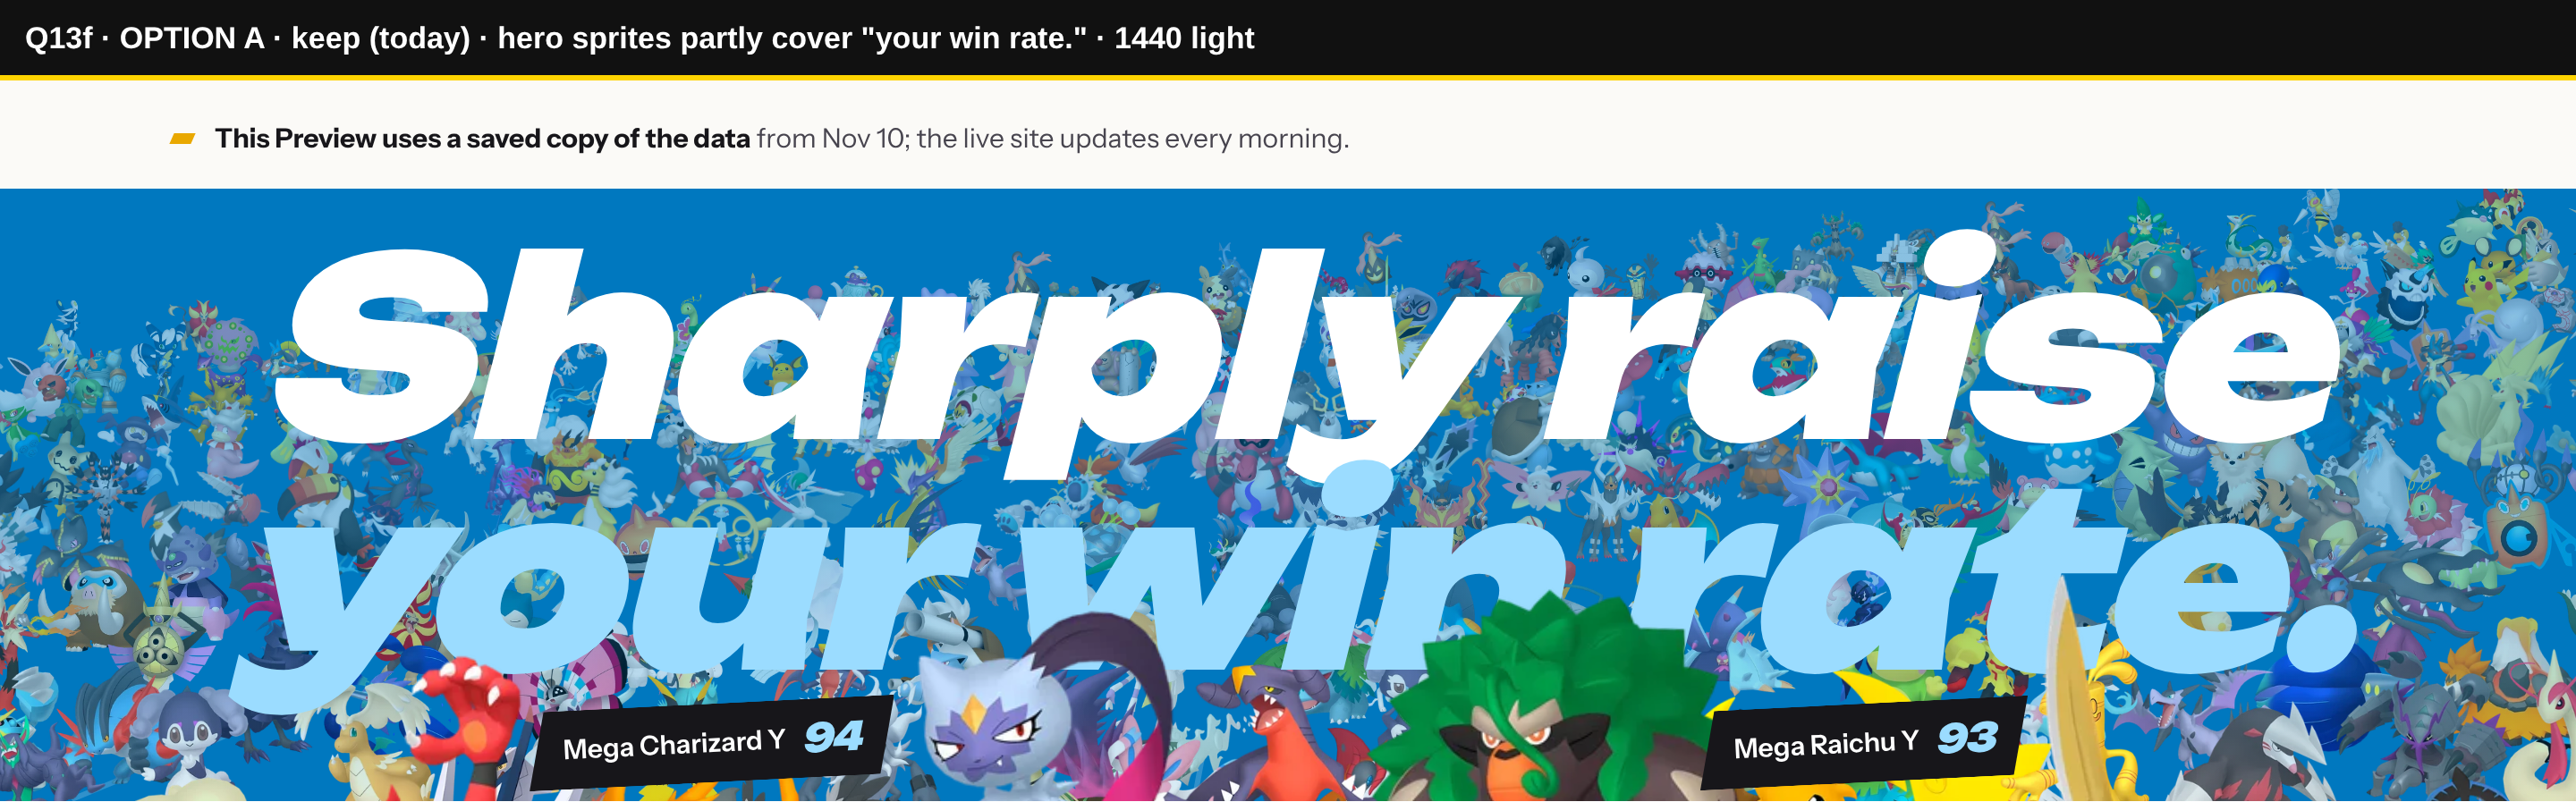 Q13f · OPTION A · keep (today) · hero sprites partly cover "your win rate." · 1440 light
This Preview uses a saved copy of the data from Nov 10; the live site updates every morning.
Sharply raise
your win rate.
Mega Charizard Y 94
Mega Raichu Y 93